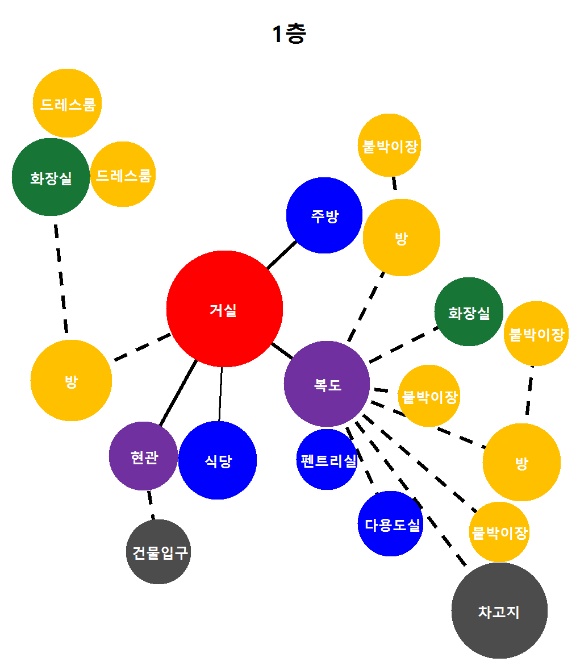 1층
드레스룸
화장실
드레스룸
붙박이장
주방
방
거실
화장실
붙박이장
방
복도
붙박이장
현관
식당
펜트리실
방
다용도실
붙박이장
건물입구
차고지